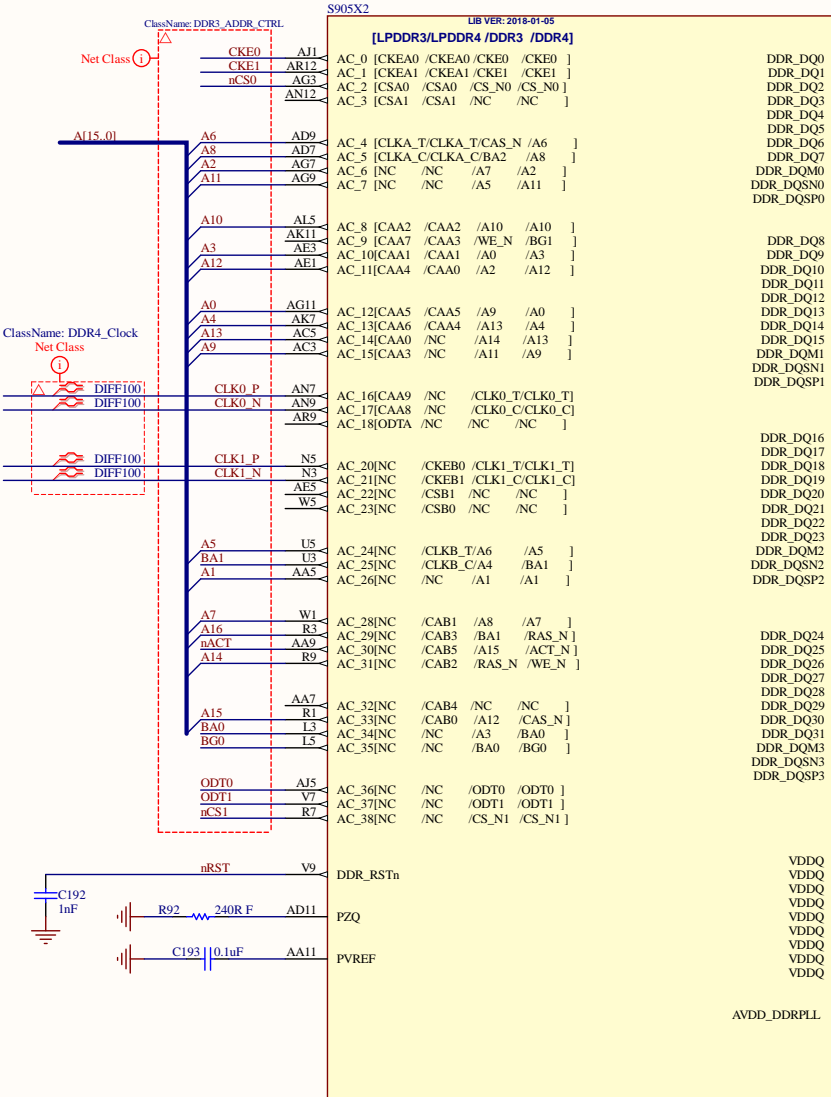 S905X2
LIB VER: 2018-01-05
ClassName: DDR3_ADDR_CTRL
[LPDDR3/LPDDR4 /DDR3 /DDR4]
Net Class i
CKE0 AJ1 AC_0 [CKEA0 /CKEA0 /CKE0 /CKE0 ] DDR_DQ0
CKE1 AR12 AC_1 [CKEA1 /CKEA1 /CKE1 /CKE1 ] DDR_DQ1
nCS0 AG3 AC_2 [CSA0 /CSA0 /CS_N0 /CS_N0 ] DDR_DQ2
AN12 AC_3 [CSA1 /CSA1 /NC /NC ] DDR_DQ3
DDR_DQ4
DDR_DQ5
A[15..0]
A6 AD9 AC_4 [CLKA_T/CLKA_T/CAS_N /A6 ] DDR_DQ6
A8 AD7 AC_5 [CLKA_C/CLKA_C/BA2 /A8 ] DDR_DQ7
A2 AG7 AC_6 [NC /NC /A7 /A2 ] DDR_DQM0
A11 AG9 AC_7 [NC /NC /A5 /A11 ] DDR_DQSN0
DDR_DQSP0
A10 AL5 AC_8 [CAA2 /CAA2 /A10 /A10 ]
AK11 AC_9 [CAA7 /CAA3 /WE_N /BG1 ] DDR_DQ8
A3 AE3 AC_10[CAA1 /CAA1 /A0 /A3 ] DDR_DQ9
A12 AE1 AC_11[CAA4 /CAA0 /A2 /A12 ] DDR_DQ10
DDR_DQ11
DDR_DQ12
A0 AG11 AC_12[CAA5 /CAA5 /A9 /A0 ] DDR_DQ13
A4 AK7 AC_13[CAA6 /CAA4 /A13 /A4 ] DDR_DQ14
A13 AC5 AC_14[CAA0 /NC /A14 /A13 ] DDR_DQ15
A9 AC3 AC_15[CAA3 /NC /A11 /A9 ] DDR_DQM1
DDR_DQSN1
DDR_DQSP1
ClassName: DDR4_Clock
Net Class
i
DIFF100 CLK0_P AN7 AC_16[CAA9 /NC /CLK0_T/CLK0_T]
DIFF100 CLK0_N AN9 AC_17[CAA8 /NC /CLK0_C/CLK0_C]
AR9 AC_18[ODTA /NC /NC /NC ]
DDR_DQ16
DDR_DQ17
DIFF100 CLK1_P N5 AC_20[NC /CKEB0 /CLK1_T/CLK1_T] DDR_DQ18
DIFF100 CLK1_N N3 AC_21[NC /CKEB1 /CLK1_C/CLK1_C] DDR_DQ19
AE5 AC_22[NC /CSB1 /NC /NC ] DDR_DQ20
W5 AC_23[NC /CSB0 /NC /NC ] DDR_DQ21
DDR_DQ22
DDR_DQ23
A5 U5 AC_24[NC /CLKB_T/A6 /A5 ] DDR_DQM2
BA1 U3 AC_25[NC /CLKB_C/A4 /BA1 ] DDR_DQSN2
A1 AA5 AC_26[NC /NC /A1 /A1 ] DDR_DQSP2
A7 W1 AC_28[NC /CAB1 /A8 /A7 ]
A16 R3 AC_29[NC /CAB3 /BA1 /RAS_N ] DDR_DQ24
nACT AA9 AC_30[NC /CAB5 /A15 /ACT_N ] DDR_DQ25
A14 R9 AC_31[NC /CAB2 /RAS_N /WE_N ] DDR_DQ26
DDR_DQ27
DDR_DQ28
AA7 AC_32[NC /CAB4 /NC /NC ] DDR_DQ29
A15 R1 AC_33[NC /CAB0 /A12 /CAS_N ] DDR_DQ30
BA0 L3 AC_34[NC /NC /A3 /BA0 ] DDR_DQ31
BG0 L5 AC_35[NC /NC /BA0 /BG0 ] DDR_DQM3
DDR_DQSN3
DDR_DQSP3
ODT0 AJ5 AC_36[NC /NC /ODT0 /ODT0 ]
ODT1 V7 AC_37[NC /NC /ODT1 /ODT1 ]
nCS1 R7 AC_38[NC /NC /CS_N1 /CS_N1 ]
VDDQ
nRST V9 DDR_RSTn VDDQ
VDDQ
C192
1nF
VDDQ
R92 240R F AD11 PZQ VDDQ
VDDQ
VDDQ
C193 0.1uF AA11 PVREF VDDQ
VDDQ
AVDD_DDRPLL